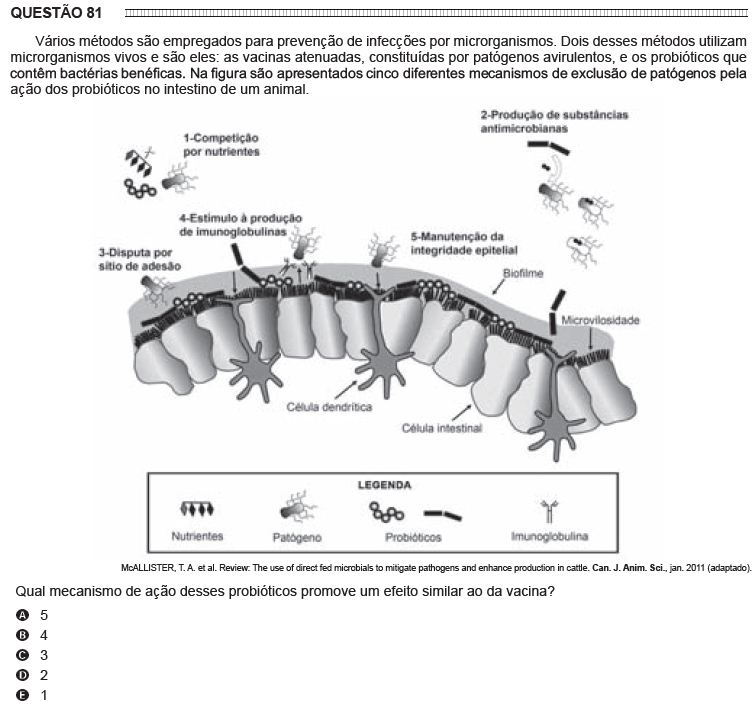 QUESTÃO 81
Vários métodos são empregados para prevenção de infecções por microrganismos. Dois desses métodos utilizam
microrganismos vivos e são eles: as vacinas atenuadas, constituídas por patógenos avirulentos, e os probióticos que
contêm bactérias benéficas. Na figura são apresentados cinco diferentes mecanismos de exclusão de patógenos pela
ação dos probióticos no intestino de um animal.
2-Produção de substâncias
antimicrobianas
1-Competição
por nutrientes
4-Estímulo à produção
de imunoglobulinas
5-Manutenção da
integridade epitelial
3-Disputa por
sítio de adesão
Biofilme
Microvilosidade
Célula dendrítica
Célula intestinal
LEGENDA
Nutrientes
Patógeno
Probióticos
Imunoglobulina
McALLISTER, T. A. et al. Review: The use of direct fed microbials to mitigate pathogens and enhance production in cattle. Can. J. Anim. Sci., jan. 2011 (adaptado).
Qual mecanismo de ação desses probióticos promove um efeito similar ao da vacina?
A 5
B 4
C 3
D 2
E 1